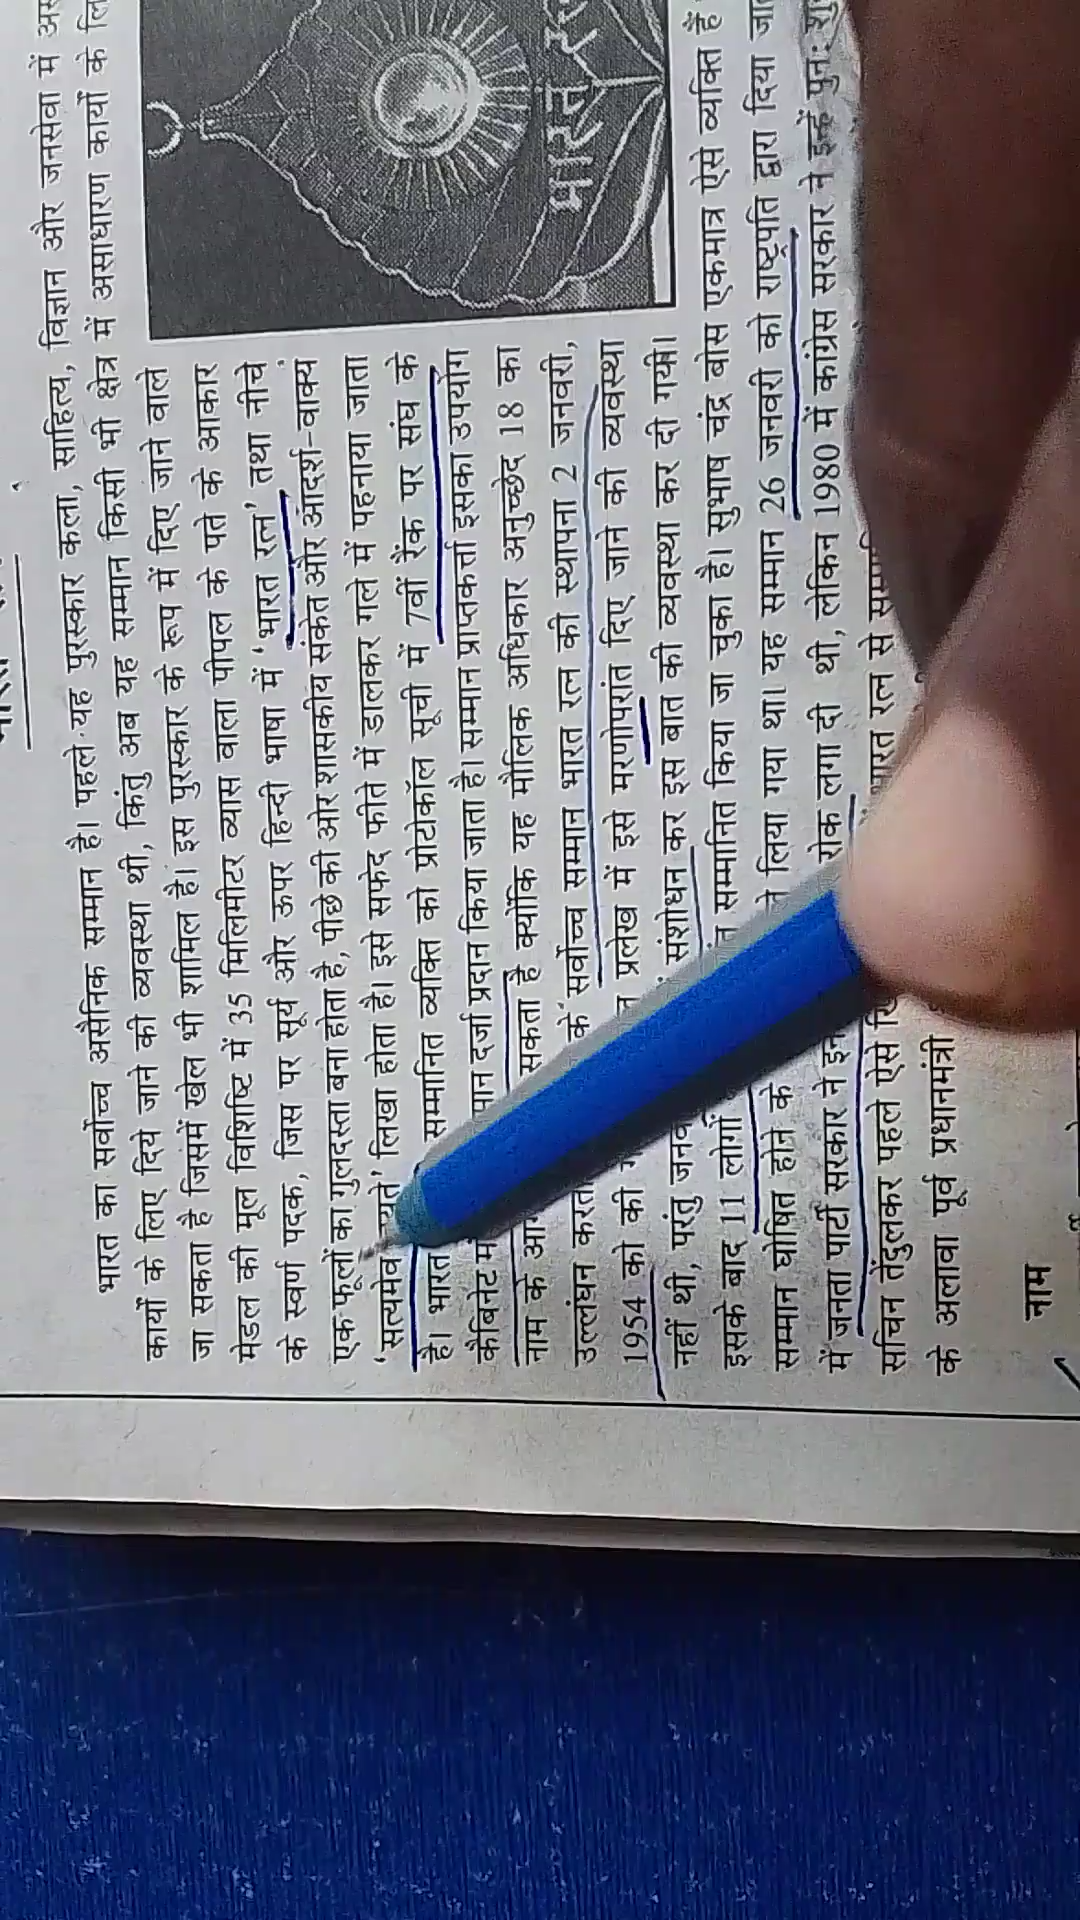 भारत का सर्वोच्च असैनिक सम्मान है। पहले यह पुरस्कार कला, साहित्य, विज्ञान और जनसेवा में
कार्यों के लिए दिये जाने की व्यवस्था थी, किंतु अब यह सम्मान किसी भी क्षेत्र में असाधारण कार्यों के
जा सकता है जिसमें खेल भी शामिल है। इस पुरस्कार के रूप में दिए जाने वाले
मेडल की मूल विशिष्टि में 35 मिलिमीटर व्यास वाला पीपल के पत्ते के आकार
के स्वर्ण पदक, जिस पर सूर्य और ऊपर हिन्दी भाषा में 'भारत रत्न' तथा नीचे
एक फूलों का गुलदस्ता बना होता है, पीछे की ओर शासकीय संकेत और आदर्श-वाक्य
'सत्यमेव लिखा होता है। इसे सफेद फीते में डालकर गले में पहनाया जाता
है। भारत सम्मानित व्यक्ति को प्रोटोकॉल सूची में 7वीं रैंक पर संघ के
कैबिनेट दर्जा प्रदान किया जाता है। सम्मान प्राप्तकर्त्ता इसका उपयोग
नाम के सकता है क्योंकि यह मौलिक अधिकार अनुच्छेद 18 का
उल्लंघन के सर्वोच्च सम्मान भारत रत्न की स्थापना 2 जनवरी,
1954 को की प्रलेख में इसे मरणोपरांत दिए जाने की व्यवस्था
नहीं थी, परंतु संशोधन कर इस बात की व्यवस्था कर दी गयी।
इसके बाद 11 लोगों सम्मानित किया जा चुका है। सुभाष चंद्र बोस एकमात्र ऐसे व्यक्ति हैं
सम्मान घोषित होने के लिया गया था। यह सम्मान 26 जनवरी को राष्ट्रपति द्वारा दिया
में जनता पार्टी सरकार ने रोक लगा दी थी, लेकिन 1980 में कांग्रेस सरकार ने इन्हें पुनः
सचिन तेंदुलकर पहले ऐसे भारत रत्न से
के अलावा पूर्व प्रधानमंत्री
नाम
भारत